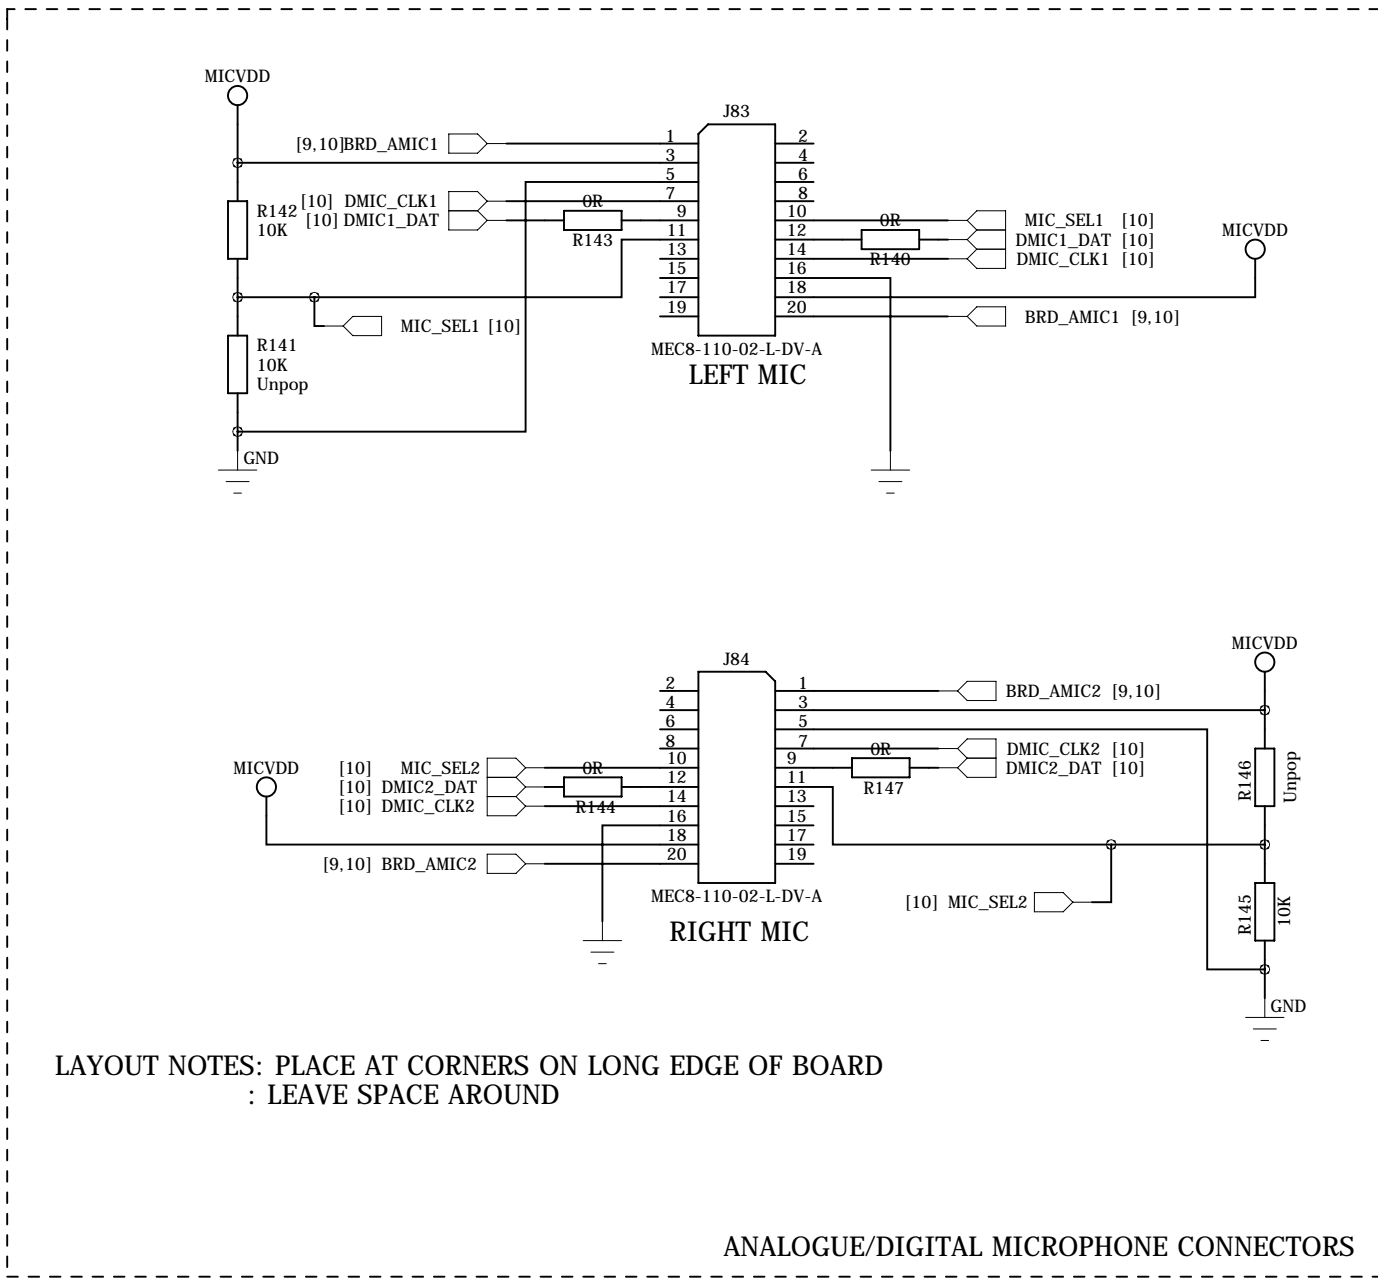 MICVDD
J83
[9,10]BRD_AMIC1 1 2
3 4
5 6
[10] DMIC_CLK1 7 8
R142 [10] DMIC1_DAT 0R 9 10 0R MIC_SEL1 [10]
10K R143 11 12 DMIC1_DAT [10] MICVDD
13 14 R140 DMIC_CLK1 [10]
15 16
17 18
19 20 BRD_AMIC1 [9,10]
MIC_SEL1 [10]
R141
10K
Unpop
MEC8-110-02-L-DV-A
LEFT MIC
GND
MICVDD
J84
2 1 BRD_AMIC2 [9,10]
4 3
6 5
8 7 DMIC_CLK2 [10]
MICVDD [10] MIC_SEL2 10 9 0R DMIC2_DAT [10]
[10] DMIC2_DAT 0R 12 11 R147 R146 Unpop
[10] DMIC_CLK2 R144 14 13
16 15
18 17
[9,10] BRD_AMIC2 20 19
MEC8-110-02-L-DV-A
[10] MIC_SEL2 R145 10K
RIGHT MIC
GND
LAYOUT NOTES: PLACE AT CORNERS ON LONG EDGE OF BOARD
: LEAVE SPACE AROUND
ANALOGUE/DIGITAL MICROPHONE CONNECTORS